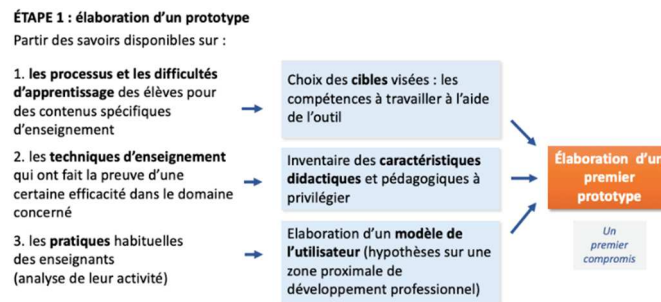 ÉTAPE 1 : élaboration d'un prototype
Partir des savoirs disponibles sur :
1. les processus et les difficultés
d'apprentissage des élèves pour
des contenus spécifiques
d'enseignement
Choix des cibles visées : les
compétences à travailler à l'aide
de l'outil
2. les techniques d'enseignement
qui ont fait la preuve d'une
certaine efficacité dans le domaine
concerné
Inventaire des caractéristiques
didactiques et pédagogiques à
privilégier
3. les pratiques habituelles
des enseignants
(analyse de leur activité)
Elaboration d'un modèle de
l'utilisateur (hypothèses sur une
zone proximale de
développement professionnel)
Élaboration d'un
premier
prototype
Un
premier
compromis